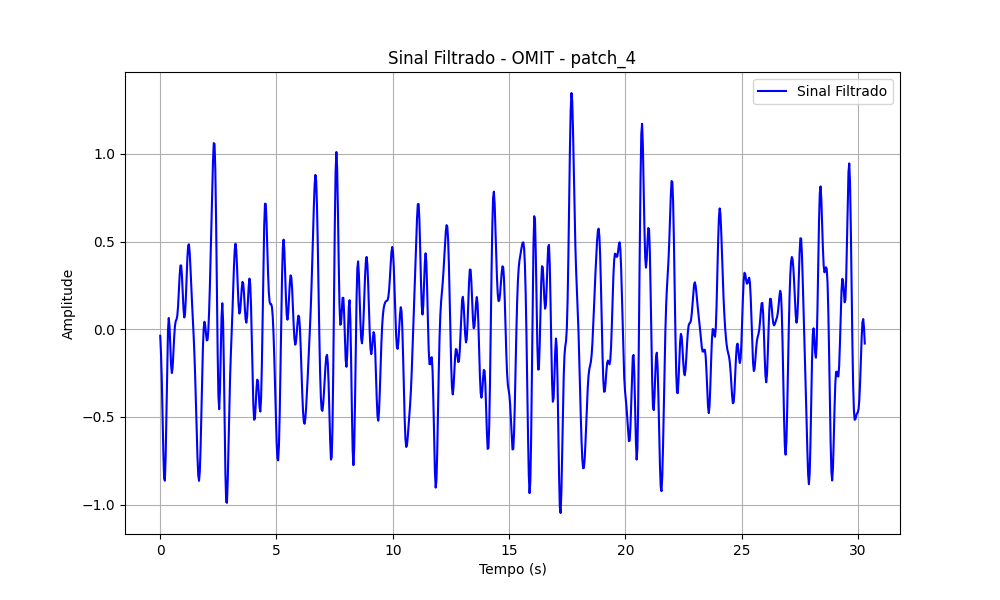 Sinal Filtrado - OMIT - patch_4
Sinal Filtrado
Amplitude
1.0
0.5
0.0
−0.5
−1.0
0 5 10 15 20 25 30
Tempo (s)